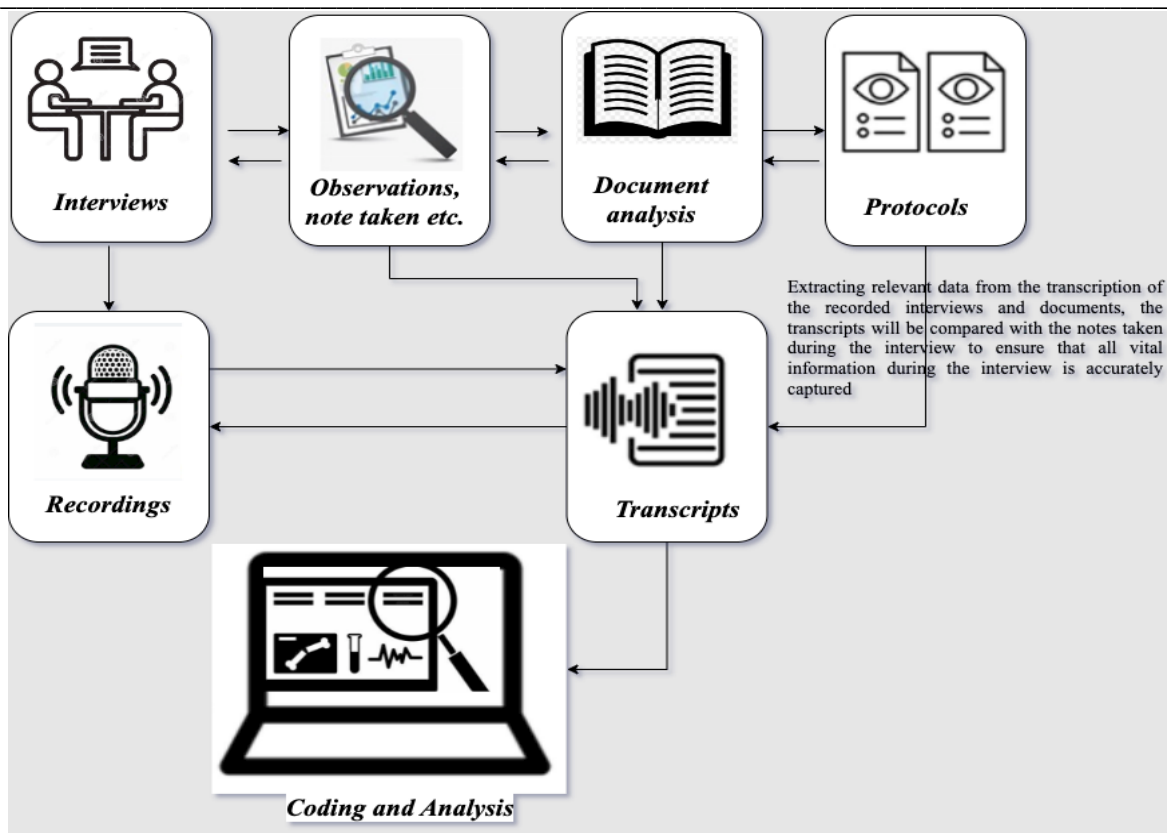 Interviews
Observations,
note taken etc.
Document
analysis
Protocols
Extracting relevant data from the transcription of
the recorded interviews and documents, the
transcripts will be compared with the notes taken
during the interview to ensure that all vital
information during the interview is accurately
captured
Recordings
Transcripts
Coding and Analysis